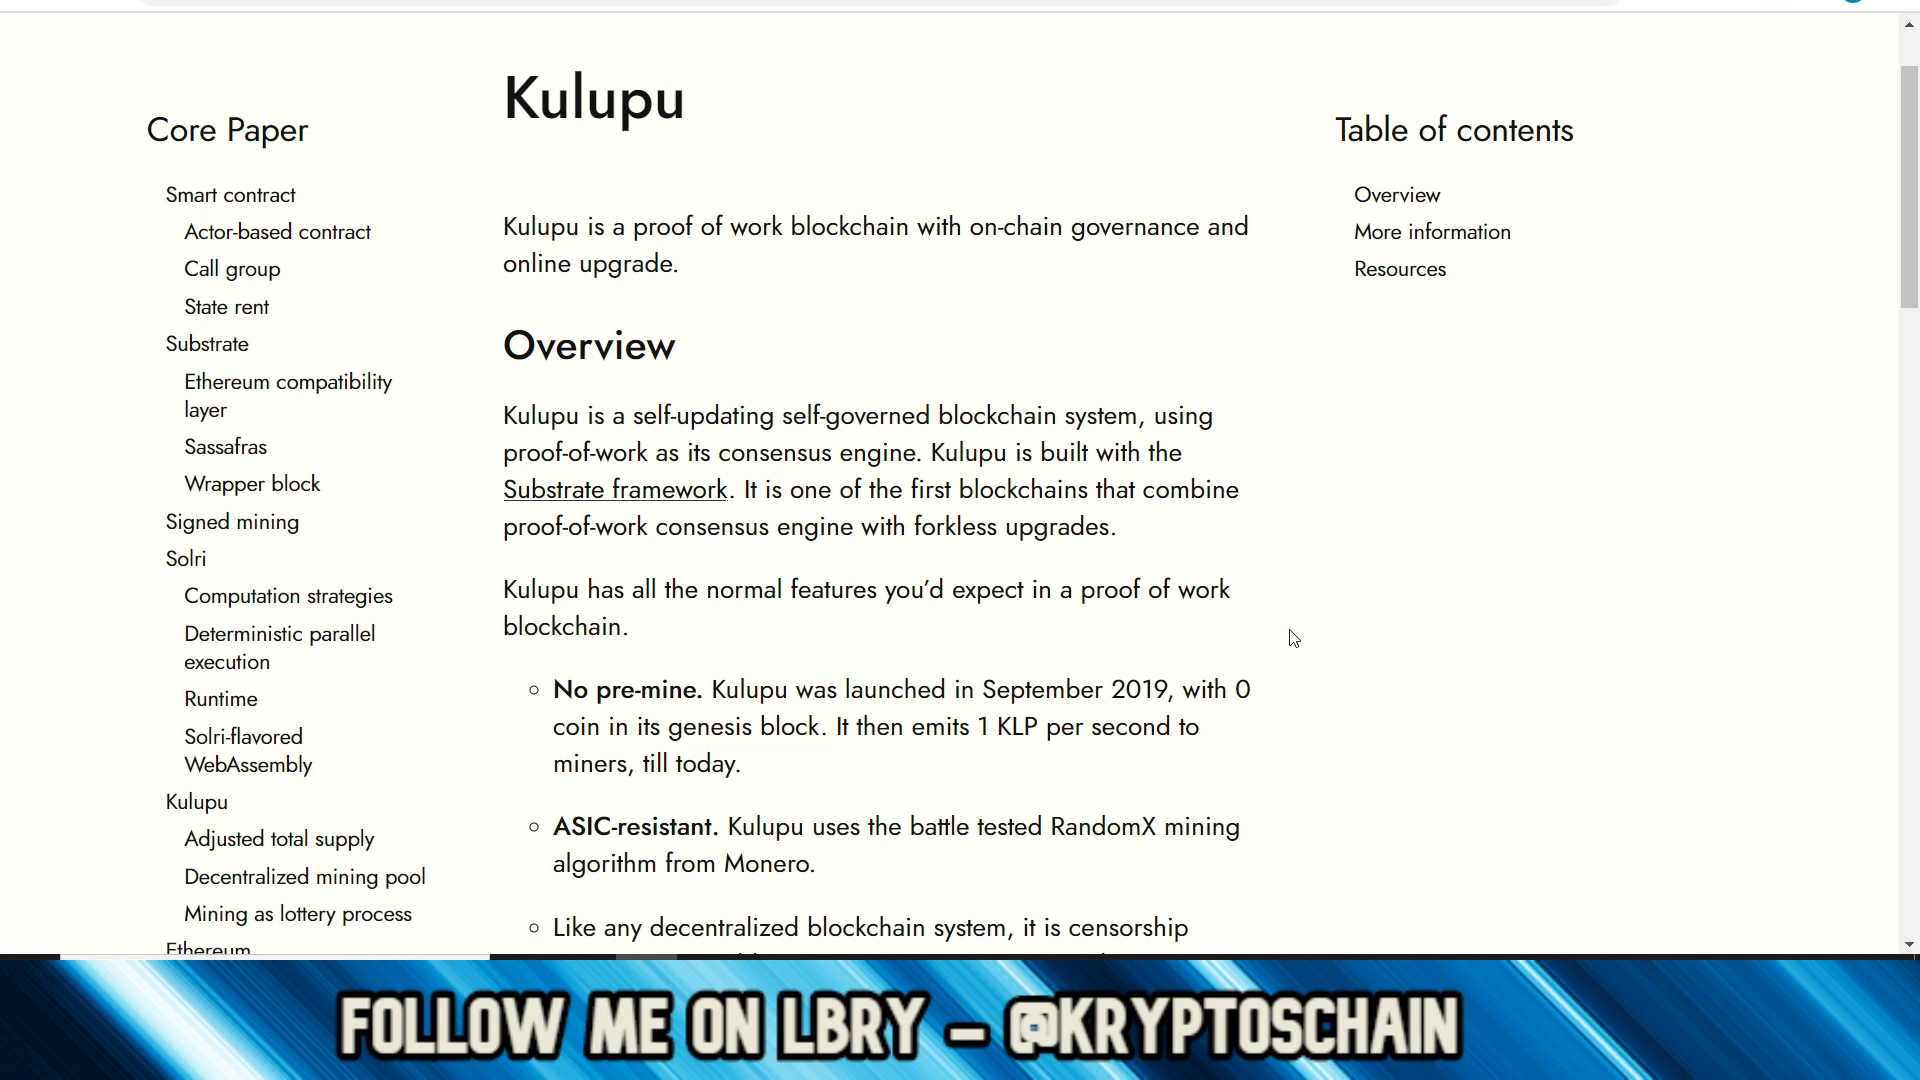 Core Paper
Smart contract
Actor-based contract
Call group
State rent
Substrate
Ethereum compatibility
layer
Sassafras
Wrapper block
Signed mining
Solri
Computation strategies
Deterministic parallel
execution
Runtime
Solri-flavored
WebAssembly
Kulupu
Adjusted total supply
Decentralized mining pool
Mining as lottery process
Ethereum
Kulupu
Kulupu is a proof of work blockchain with on-chain governance and
online upgrade.
Overview
Kulupu is a self-updating self-governed blockchain system, using
proof-of-work as its consensus engine. Kulupu is built with the
Substrate framework. It is one of the first blockchains that combine
proof-of-work consensus engine with forkless upgrades.
Kulupu has all the normal features you’d expect in a proof of work
blockchain.
No pre-mine. Kulupu was launched in September 2019, with 0
coin in its genesis block. It then emits 1 KLP per second to
miners, till today.
ASIC-resistant. Kulupu uses the battle tested RandomX mining
algorithm from Monero.
Like any decentralized blockchain system, it is censorship
Table of contents
Overview
More information
Resources
FOLLOW ME ON LBRY – @KRYPTOSCHAIN